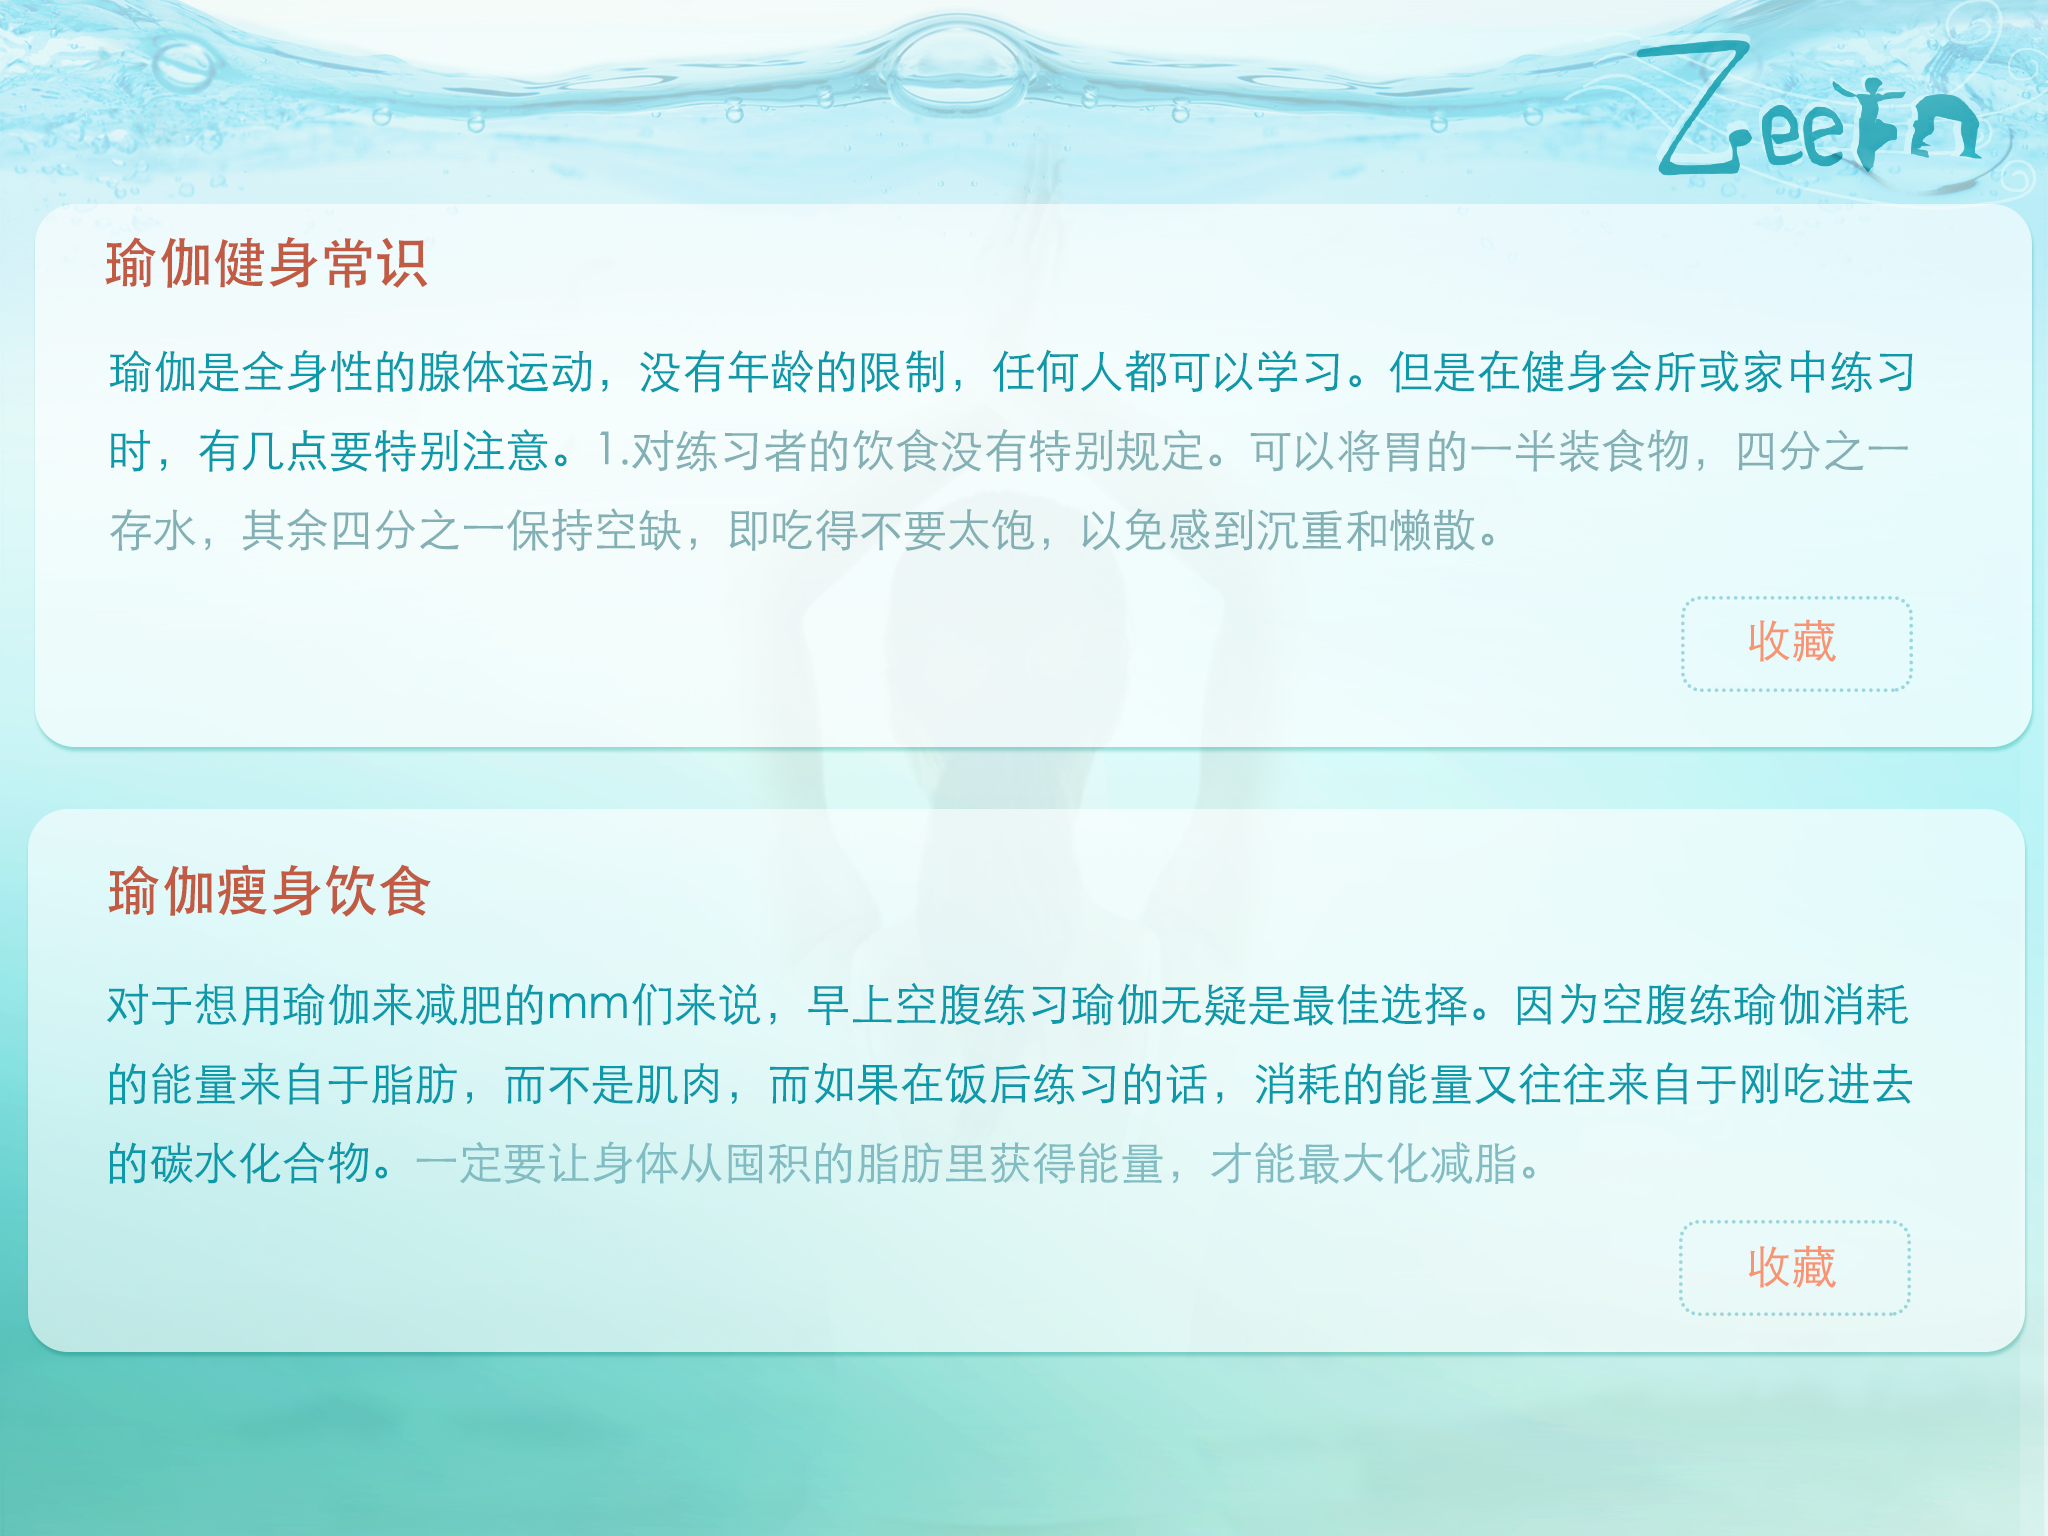 Zeein
瑜伽健身常识
瑜伽是全身性的腺体运动，没有年龄的限制，任何人都可以学习。但是在健身会所或家中练习
时，有几点要特别注意。1.对练习者的饮食没有特别规定。可以将胃的一半装食物，四分之一
存水，其余四分之一保持空缺，即吃得不要太饱，以免感到沉重和懒散。
收藏
瑜伽瘦身饮食
对于想用瑜伽来减肥的mm们来说，早上空腹练习瑜伽无疑是最佳选择。因为空腹练瑜伽消耗
的能量来自于脂肪，而不是肌肉，而如果在饭后练习的话，消耗的能量又往往来自于刚吃进去
的碳水化合物。一定要让身体从囤积的脂肪里获得能量，才能最大化减脂。
收藏